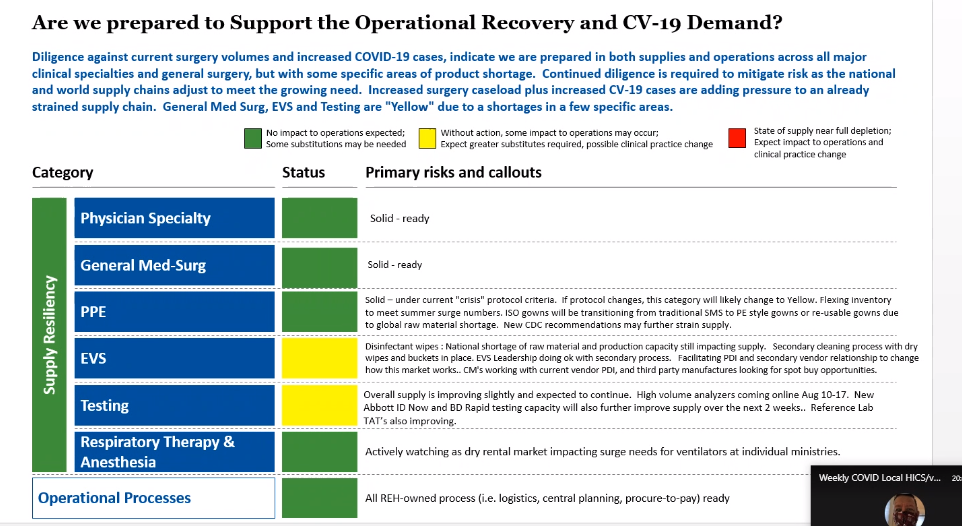 Are we prepared to Support the Operational Recovery and CV-19 Demand?
Diligence against current surgery volumes and increased COVID-19 cases, indicate we are prepared in both supplies and operations across all major
clinical specialties and general surgery, but with some specific areas of product shortage. Continued diligence is required to mitigate risk as the national
and world supply chains adjust to meet the growing need. Increased surgery caseload plus increased CV-19 cases are adding pressure to an already
strained supply chain. General Med Surg, EVS and Testing are "Yellow" due to a shortages in a few specific areas.
No impact to operations expected;
Some substitutions may be needed
Without action, some impact to operations may occur;
Expect greater substitutes required, possible clinical practice change
State of supply near full depletion;
Expect impact to operations and
clinical practice change
Category
Status
Primary risks and callouts
Supply Resiliency
Physician Specialty
Solid - ready
General Med-Surg
Solid - ready
PPE
Solid – under current "crisis" protocol criteria. If protocol changes, this category will likely change to Yellow. Flexing inventory
to meet summer surge numbers. ISO gowns will be transitioning from traditional SMS to PE style gowns or re-usable gowns due
to global raw material shortage. New CDC recommendations may further strain supply.
EVS
Disinfectant wipes : National shortage of raw material and production capacity still impacting supply. Secondary cleaning process with dry
wipes and buckets in place. EVS Leadership doing ok with secondary process. Facilitating PDI and secondary vendor relationship to change
how this market works.. CM's working with current vendor PDI, and third party manufactures looking for spot buy opportunities.
Testing
Overall supply is improving slightly and expected to continue. High volume analyzers coming online Aug 10-17. New
Abbott ID Now and BD Rapid testing capacity will also further improve supply over the next 2 weeks.. Reference Lab
TAT's also improving.
Respiratory Therapy &
Anesthesia
Actively watching as dry rental market impacting surge needs for ventilators at individual ministries.
Operational Processes
All REH-owned process (i.e. logistics, central planning, procure-to-pay) ready
Weekly COVID Local HICS/v...
20: